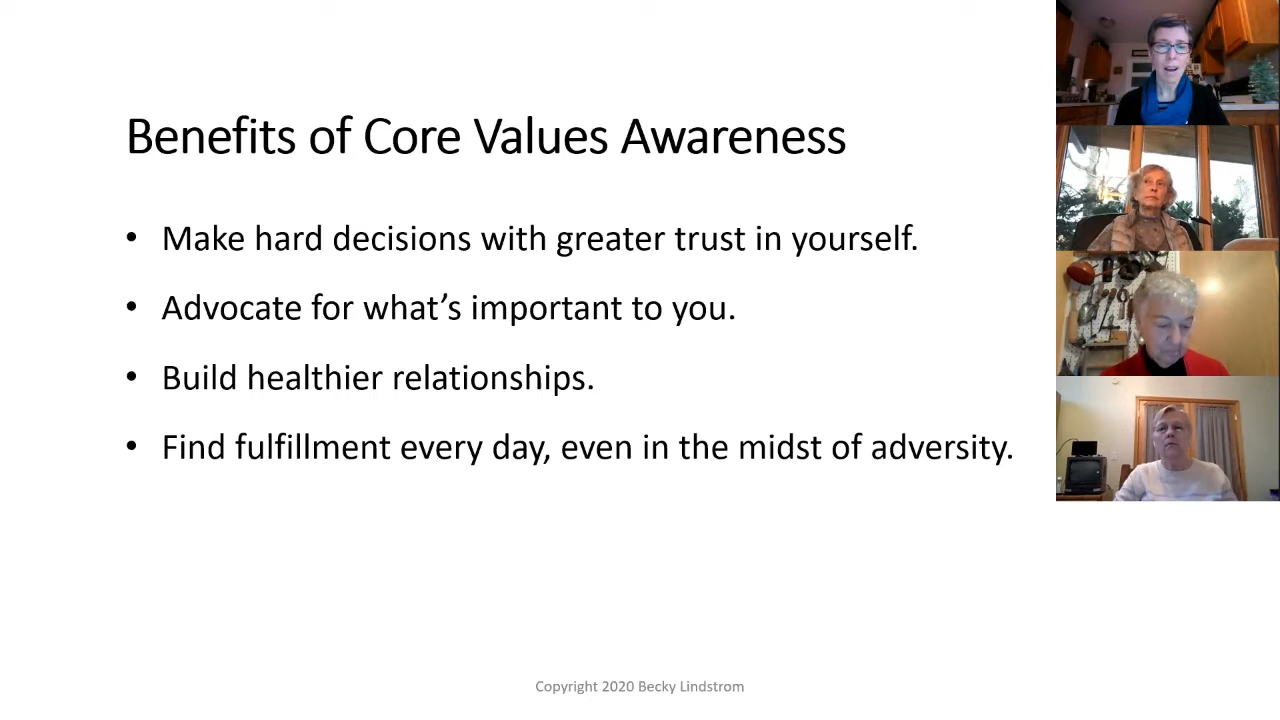 Benefits of Core Values Awareness
• Make hard decisions with greater trust in yourself.
• Advocate for what's important to you.
• Build healthier relationships.
• Find fulfillment every day, even in the midst of adversity.
Copyright 2020 Becky Lindstrom